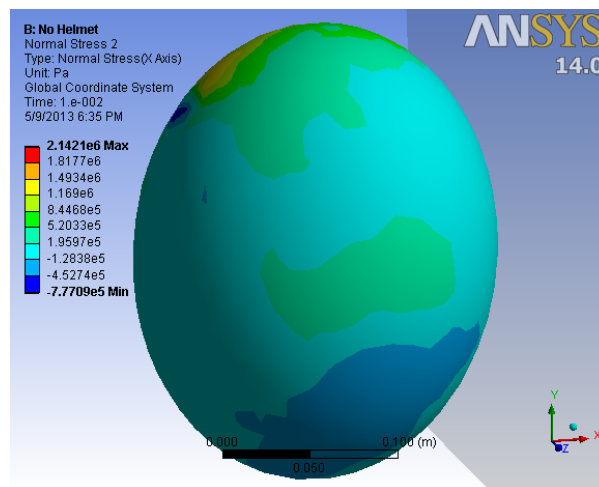 B: No Helmet
Normal Stress 2
Type: Normal Stress(X Axis)
Unit: Pa
Global Coordinate System
Time: 1.e-002
5/9/2013 6:35 PM
2.1421e6 Max
1.8177e6
1.4934e6
1.169e6
8.4468e5
5.2033e5
1.9597e5
-1.2838e5
-4.5274e5
-7.7709e5 Min
ANSYS
14.0
0.000
0.100 (m)
0.050
Y
X
Z